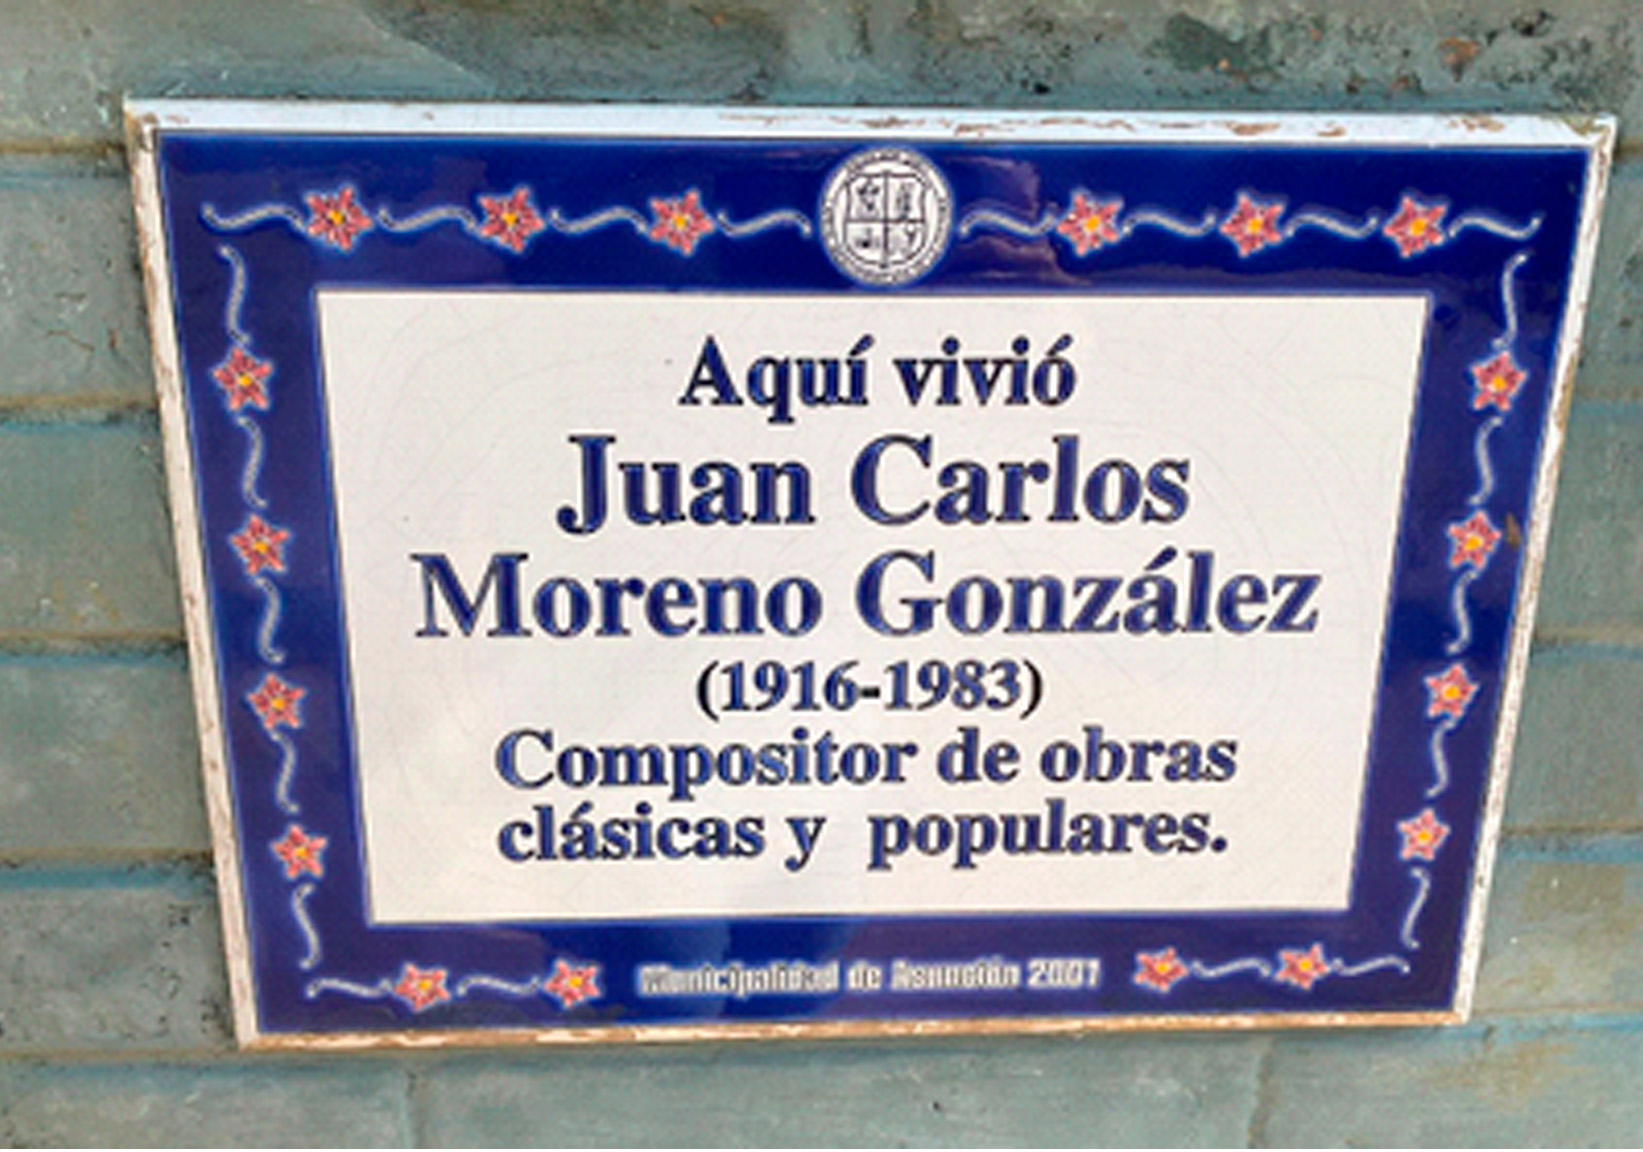 Aquí vivió
Juan Carlos
Moreno González
(1916-1983)
Compositor de obras
clásicas y populares.
Municipalidad de Asunción 2007